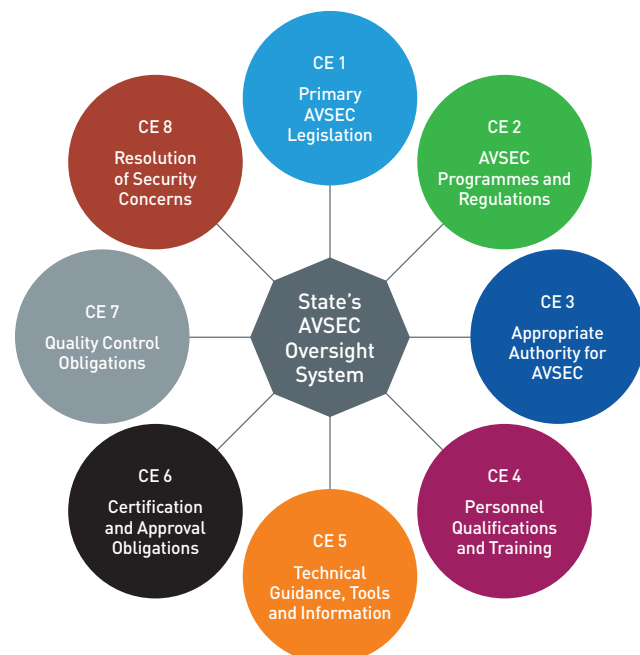 CE 1
Primary
AVSEC
Legislation
CE 2
AVSEC
Programmes and
Regulations
CE 3
Appropriate
Authority for
AVSEC
CE 4
Personnel
Qualifications
and Training
CE 5
Technical
Guidance, Tools
and Information
CE 6
Certification
and Approval
Obligations
CE 7
Quality Control
Obligations
CE 8
Resolution
of Security
Concerns
State’s
AVSEC
Oversight
System